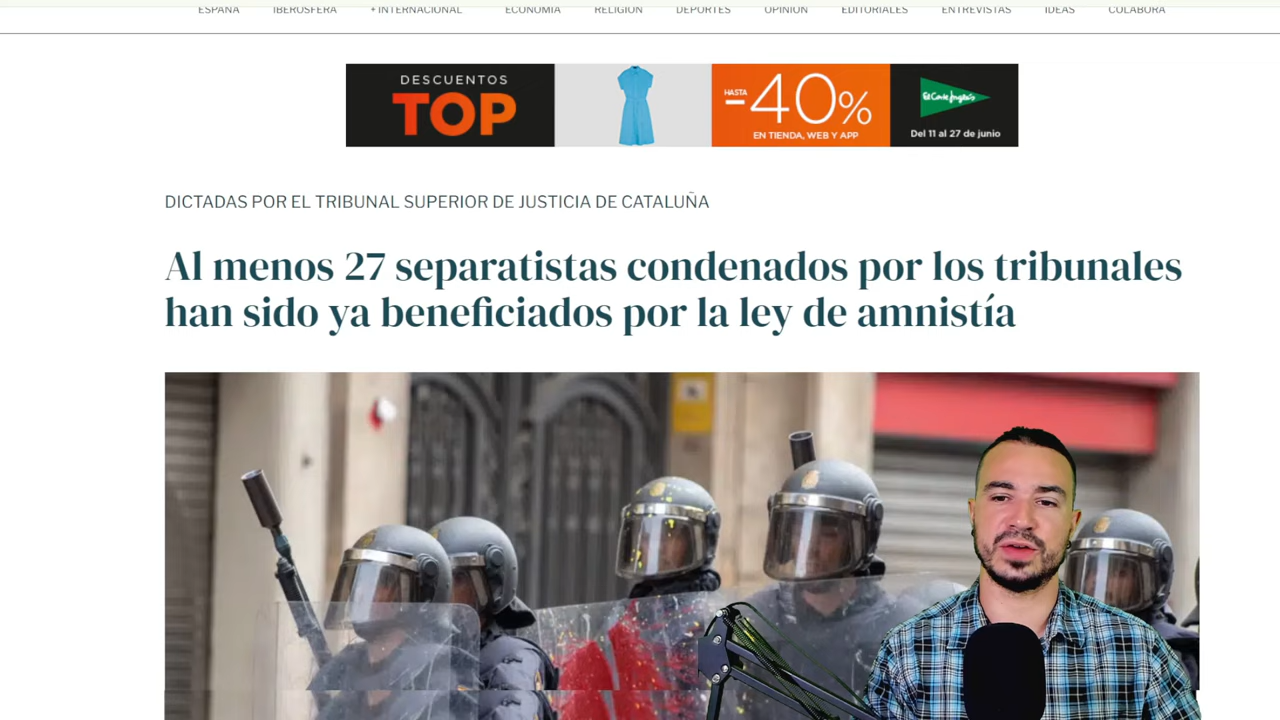 ESPAÑA IBEROSFERA + INTERNACIONAL ECONOMÍA RELIGIÓN DEPORTES OPINIÓN EDITORIALES ENTREVISTAS IDEAS COLABORA
DESCUENTOS
TOP
HASTA
-40%
EN TIENDA, WEB Y APP
El Corte Inglés
Del 11 al 27 de junio
DICTADAS POR EL TRIBUNAL SUPERIOR DE JUSTICIA DE CATALUÑA
Al menos 27 separatistas condenados por los tribunales
han sido ya beneficiados por la ley de amnistía